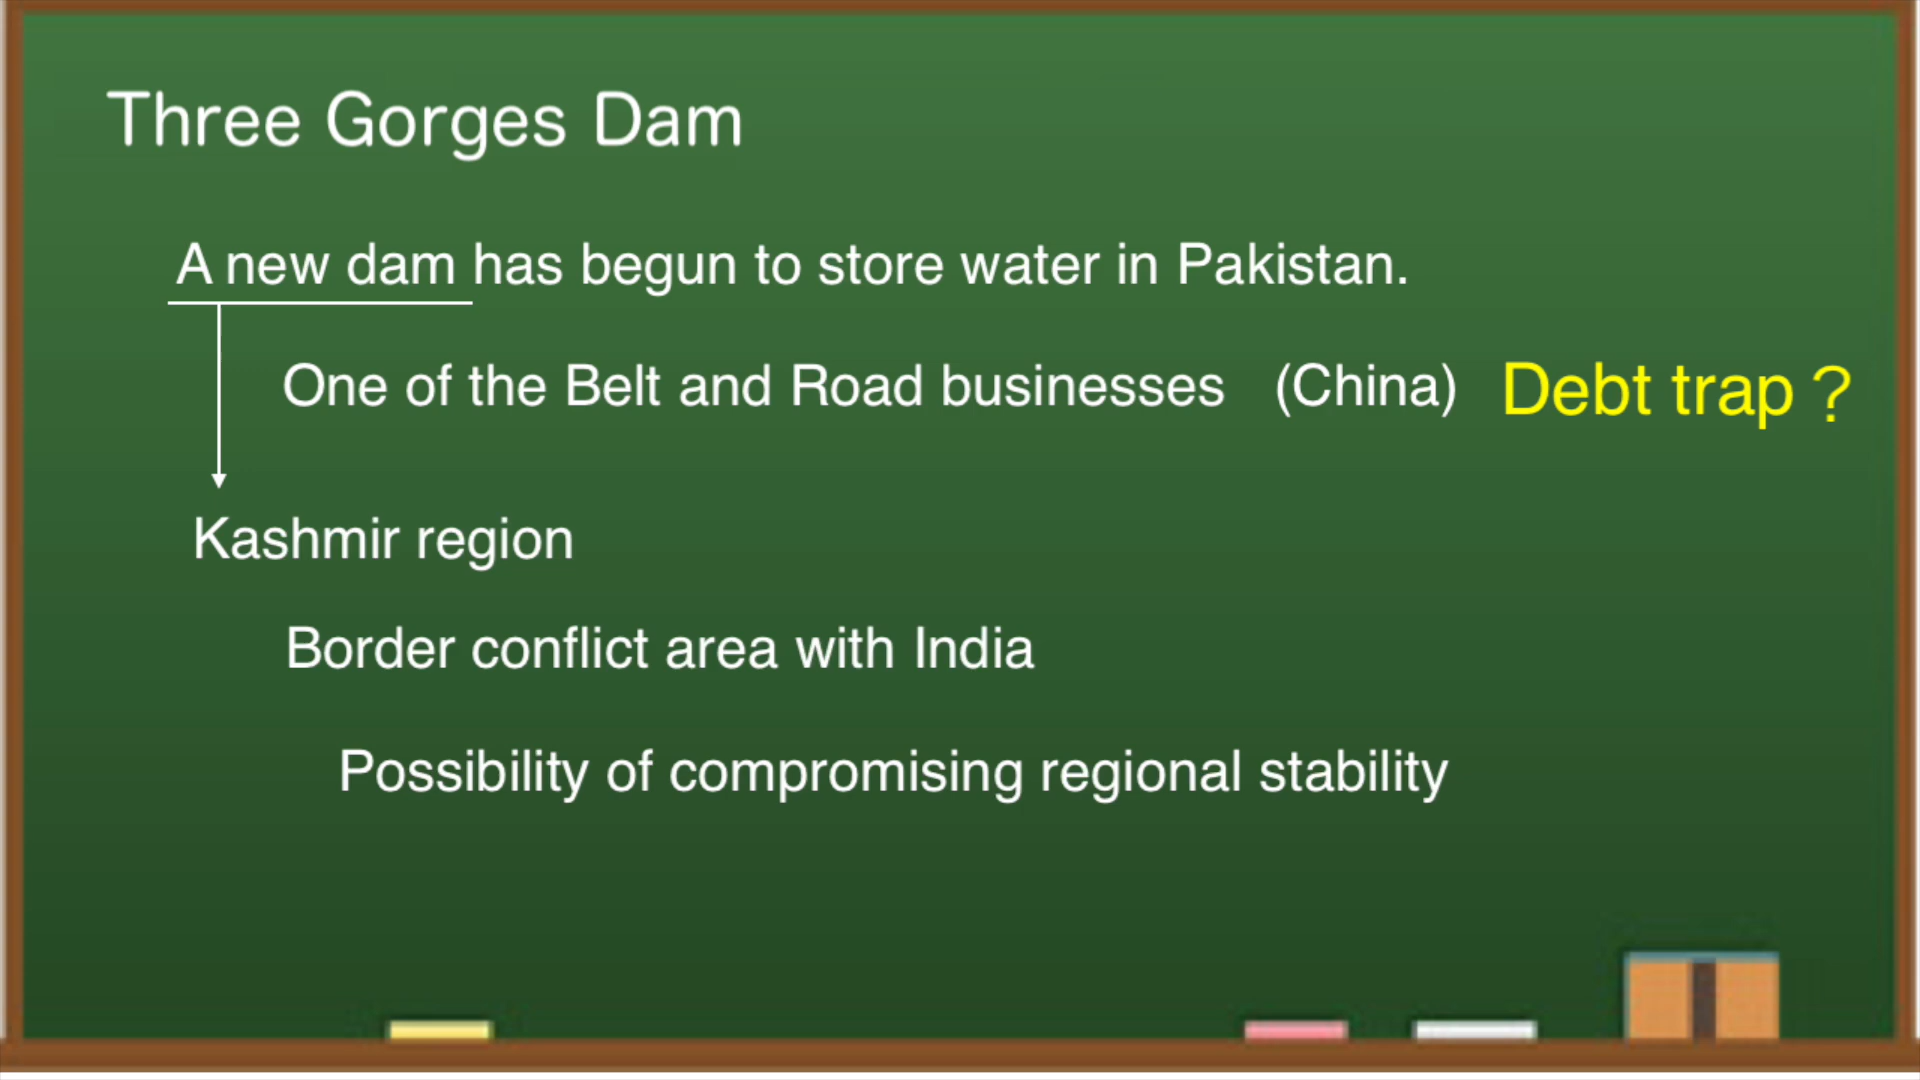 Three Gorges Dam
A new dam has begun to store water in Pakistan.
One of the Belt and Road businesses (China) Debt trap？
Kashmir region
Border conflict area with India
Possibility of compromising regional stability